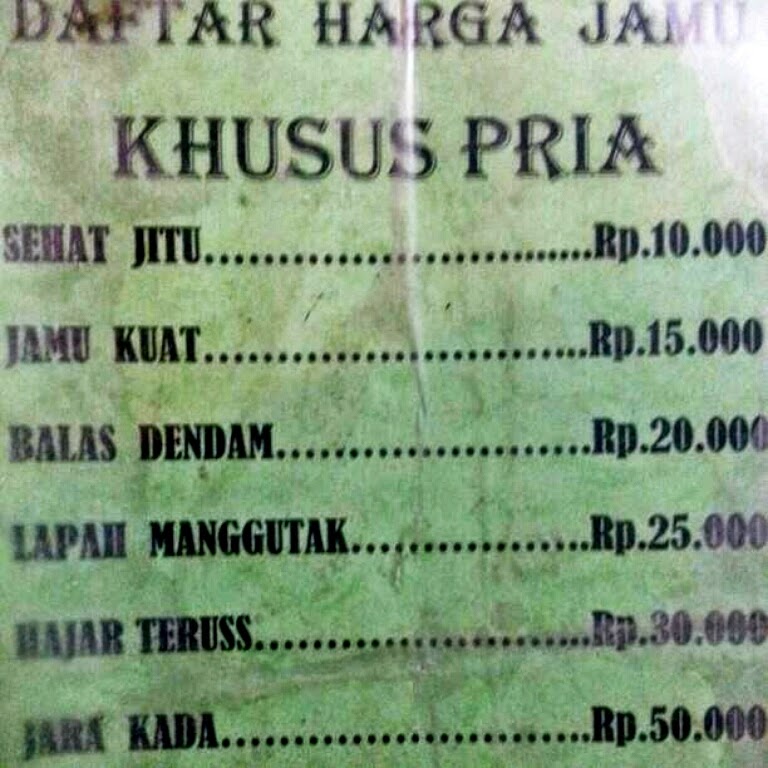 DAFTAR HARGA JAMU
KHUSUS PRIA
SEHAT JITU..............................Rp.10.000
JAMU KUAT..............................Rp.15.000
BALAS DENDAM........................Rp.20.000
LAPAH MANGGUTAK..................Rp.25.000
HAJAR TERUSS..........................Rp.30.000
JARA KADA.............................Rp.50.000